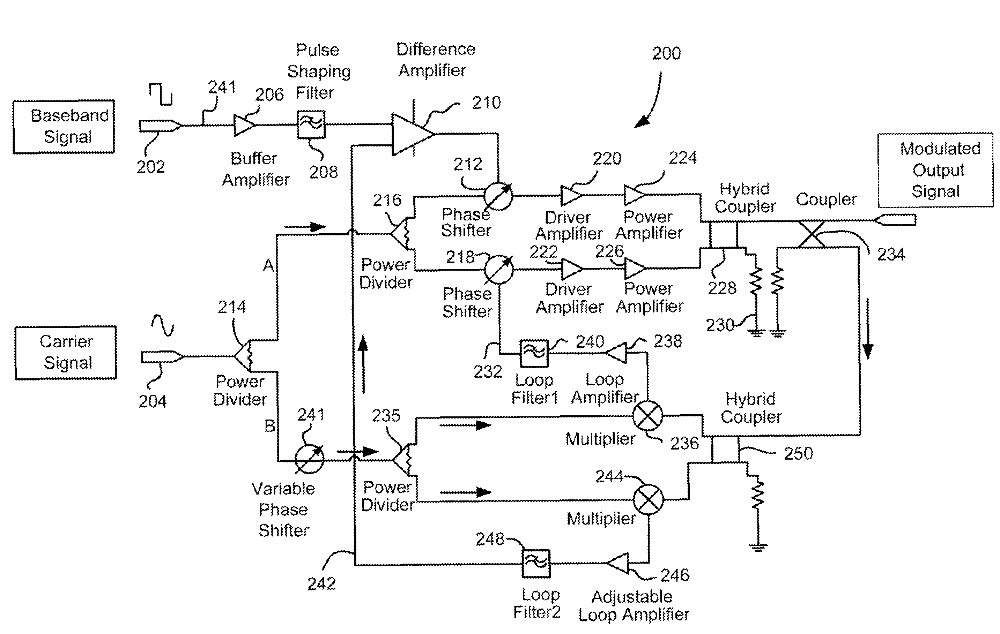 Pulse
Shaping
Filter
Difference
Amplifier
200
241
206
210
Baseband
Signal
202
Buffer
Amplifier
208
212
220
224
Modulated
Output
Signal
Hybrid
Coupler
Coupler
216
Phase
Shifter
Driver
Amplifier
Power
Amplifier
A
Power
Divider
218
222
226
234
Phase
Shifter
Driver
Amplifier
Power
Amplifier
228
230
214
Carrier
Signal
204
Power
Divider
232
240
238
Loop
Filter1
Loop
Amplifier
Hybrid
Coupler
B
241
235
Multiplier
236
250
Variable
Phase
Shifter
Power
Divider
244
Multiplier
242
248
246
Loop
Filter2
Adjustable
Loop Amplifier